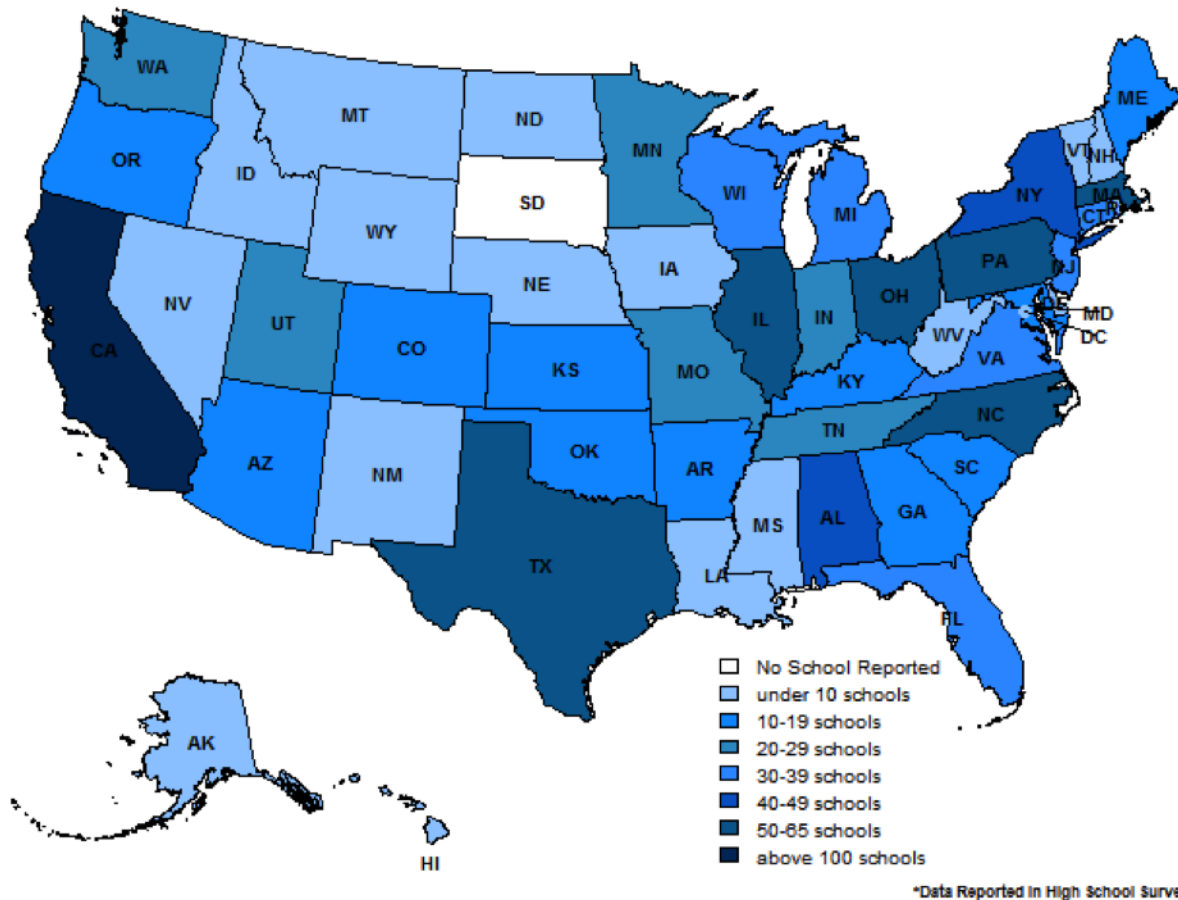 WA
MT
ND
MN
ME
VT
NH
OR
ID
SD
WI
MI
NY
MA
CT
R
WY
NE
IA
PA
NJ
NV
UT
CO
IL
IN
OH
DE
MD
DC
WV
VA
CA
KS
MO
KY
AZ
NM
OK
AR
TN
NC
SC
MS
AL
GA
TX
LA
FL
AK
HI
No School Reported
under 10 schools
10-19 schools
20-29 schools
30-39 schools
40-49 schools
50-65 schools
above 100 schools
*Data Reported in High School Surve